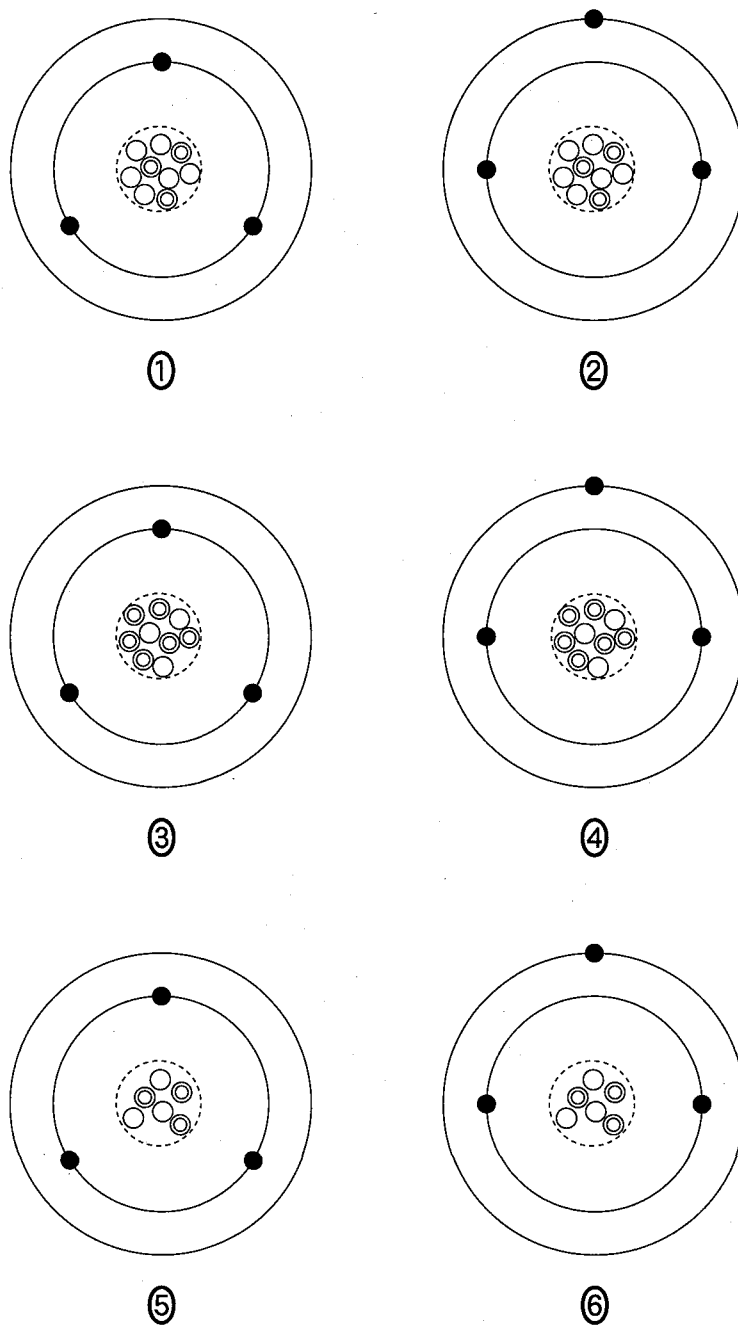 ① ②
③ ④
⑤ ⑥